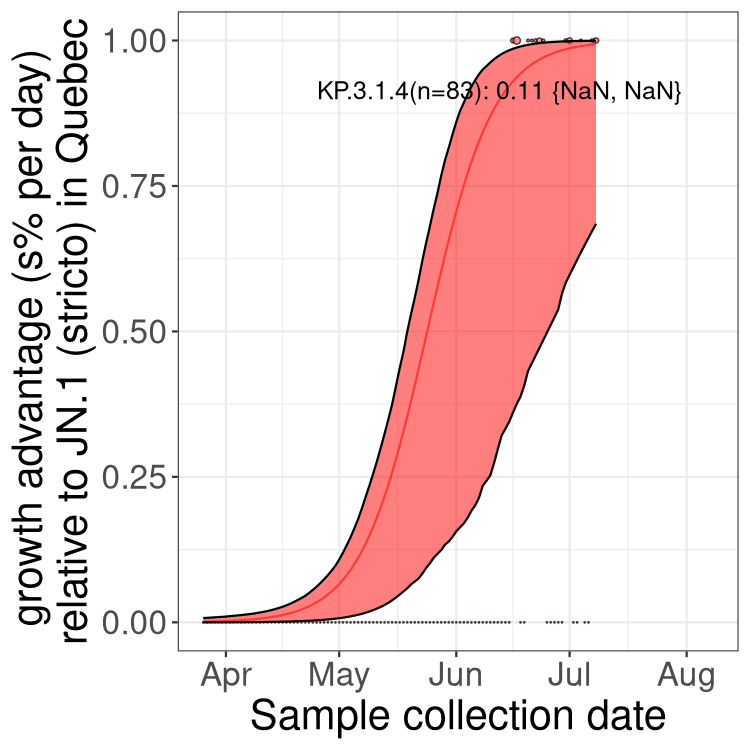 growth advantage (s% per day)
relative to JN.1 (stricto) in Quebec
1.00
0.75
0.50
0.25
0.00
KP.3.1.4(n=83): 0.11 {NaN, NaN}
Apr May Jun Jul Aug
Sample collection date